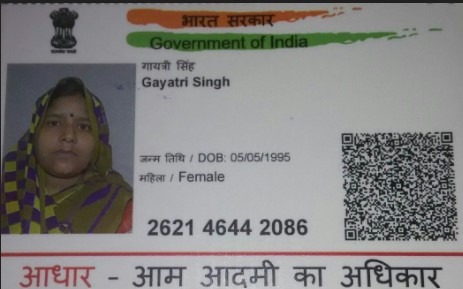 भारत सरकार
Government of India
गायत्री सिंह
Gayatri Singh
जन्म तिथि / DOB: 05/05/1995
महिला / Female
2621 4644 2086
आधार - आम आदमी का अधिकार